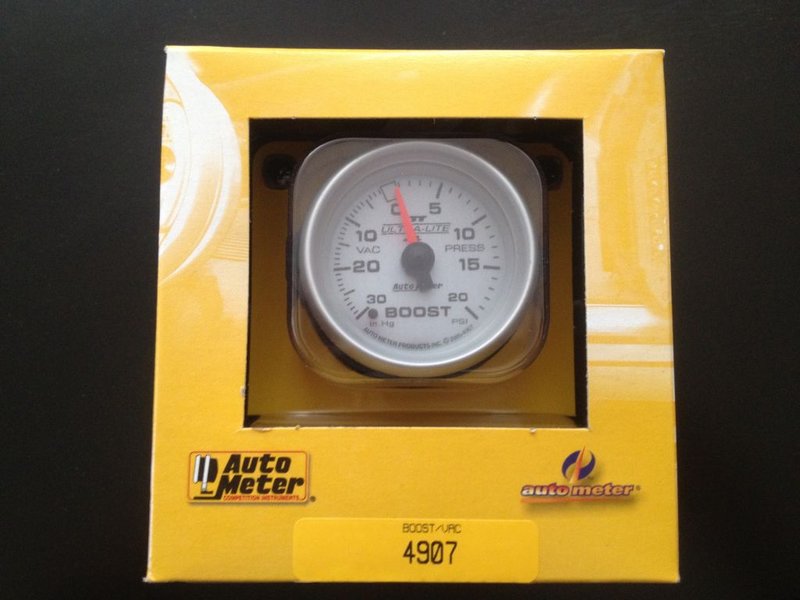 0 5
10 10
VAC PRESS
20 15
30 20
in. Hg PSI
ULTRA-LITE
Auto Meter
BOOST
AUTO METER PRODUCTS INC. ©
Auto
Meter
COMPETITION INSTRUMENTS
®
auto meter®
BOOST/VAC
4907